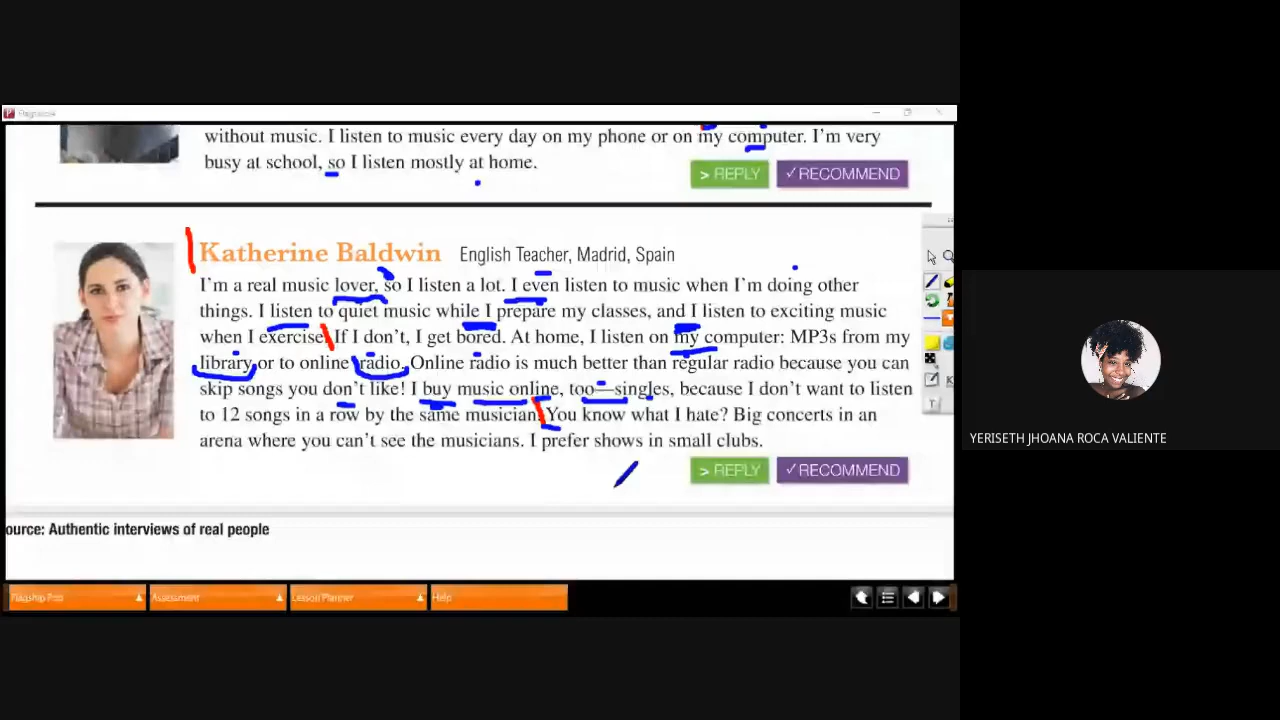 without music. I listen to music every day on my phone or on my computer. I'm very
busy at school, so I listen mostly at home.
> REPLY ✓RECOMMEND
Katherine Baldwin English Teacher, Madrid, Spain
I'm a real music lover, so I listen a lot. I even listen to music when I'm doing other
things. I listen to quiet music while I prepare my classes, and I listen to exciting music
when I exercise. If I don't, I get bored. At home, I listen on my computer: MP3s from my
library or to online radio. Online radio is much better than regular radio because you can
skip songs you don't like! I buy music online, too—singles, because I don't want to listen
to 12 songs in a row by the same musician. You know what I hate? Big concerts in an
arena where you can't see the musicians. I prefer shows in small clubs.
> REPLY ✓RECOMMEND
ource: Authentic interviews of real people
Assessment Lesson Planner Help
YERISETH JHOANA ROCA VALIENTE